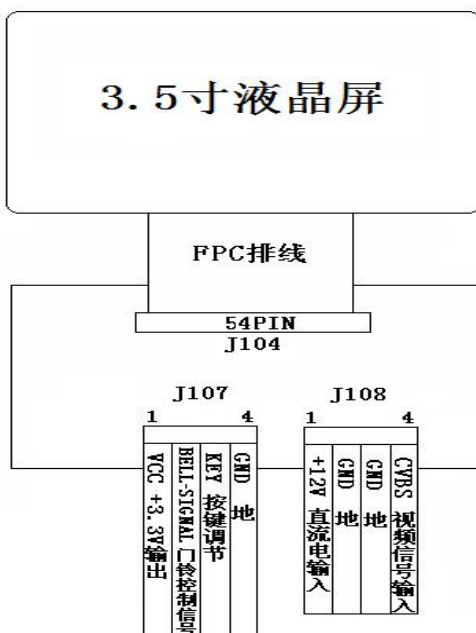 3.5寸液晶屏
FPC排线
54PIN
J104
J107
J108
1 4
1 4
VCC +3.3V输出
BELL-SIGNAL 门铃控制信号
KEY 按键调节
GND 地
+12V 直流电输入
GND 地
GND 地
CVBS 视频信号输入